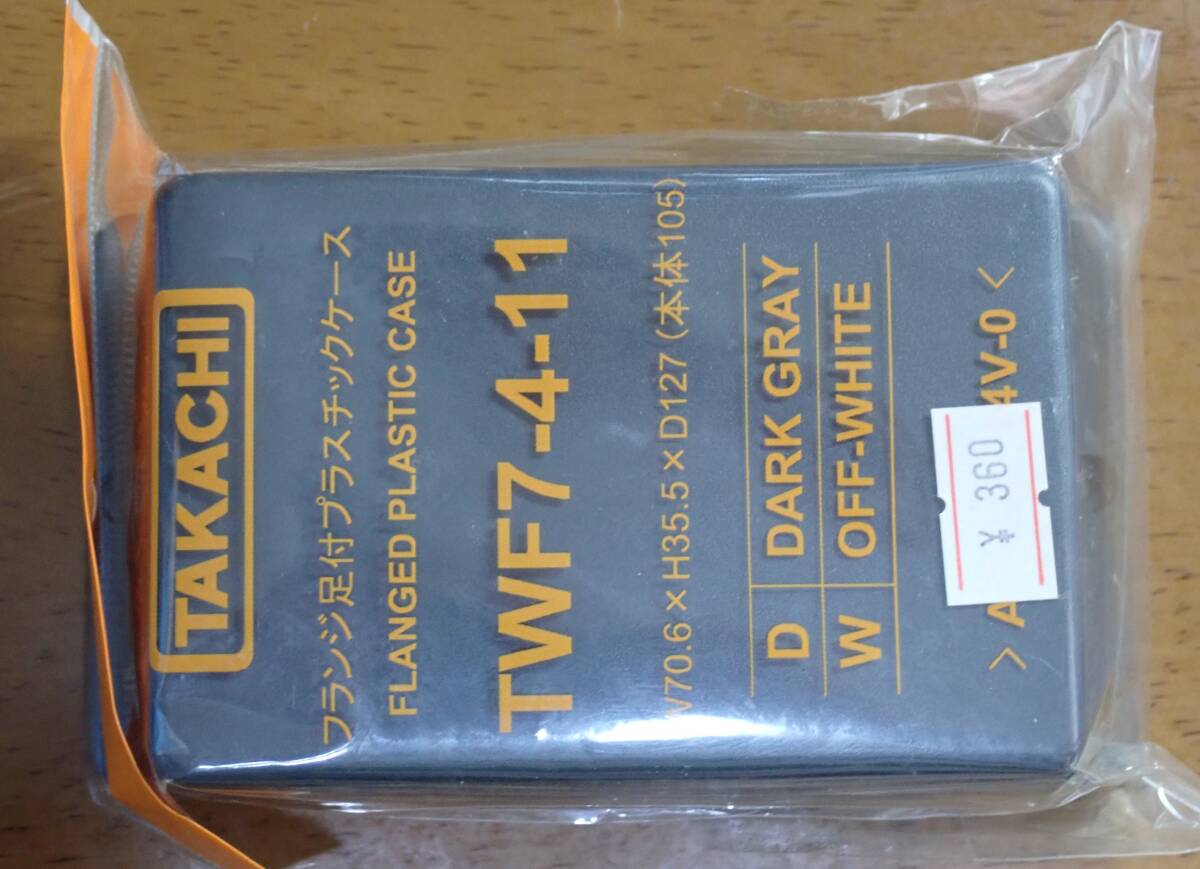 TAKACHI
フランジ足付プラスチックケース
FLANGED PLASTIC CASE
TWF7-4-11
W70.6×H35.5×D127（本体105）
D DARK GRAY
W OFF-WHITE
4V-0 <
¥ 360